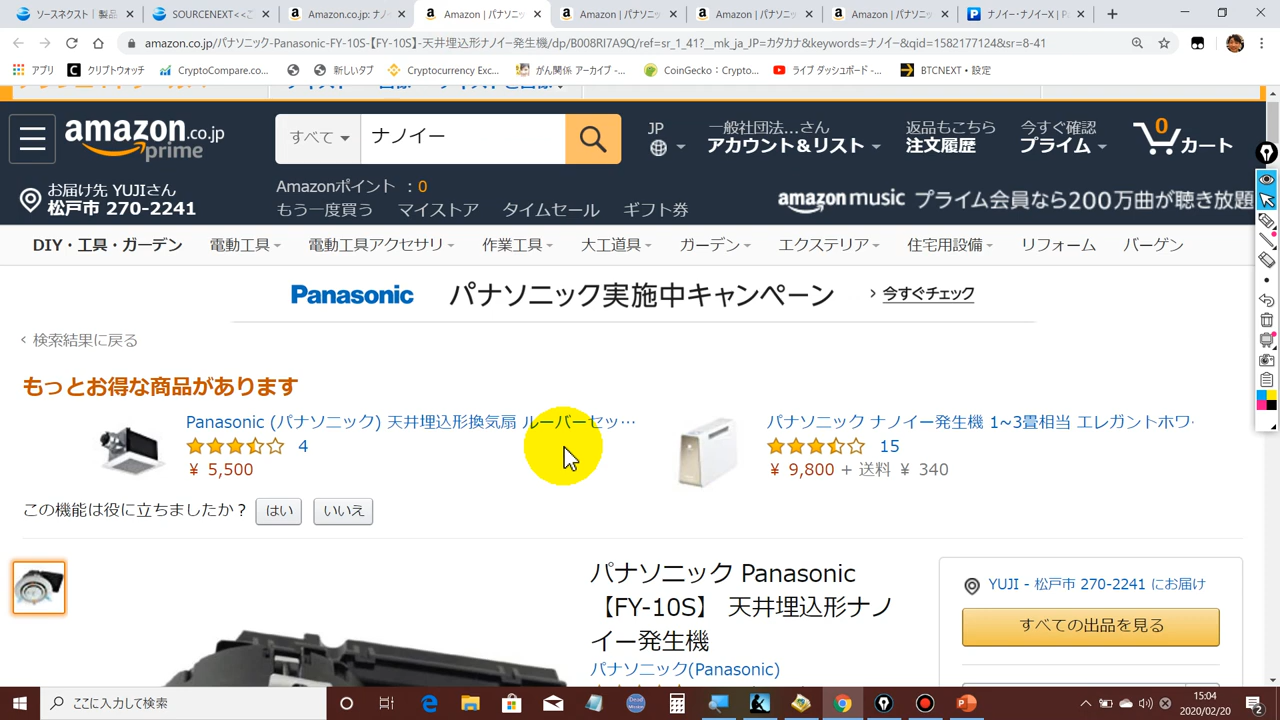 ソースネクスト | 製品
SOURCENEXT<<ご
Amazon.co.jp: ナノイ
Amazon | パナソニッ
Amazon | パナソニッ
Amazon | パナソニッ
Amazon | パナソニッ
ナノイー・ナノイーX | Pa
amazon.co.jp/パナソニック-Panasonic-FY-10S-【FY-10S】-天井埋込形ナノイー発生機/dp/B008RI7A9Q/ref=sr_1_41?__mk_ja_JP=カタカナ&keywords=ナノイー&qid=1582177124&sr=8-41
アプリ
クリプトウォッチ
CryptoCompare.co...
新しいタブ
Cryptocurrency Exc...
がん関係 アーカイブ -...
CoinGecko：Crypto...
ライブ ダッシュボード -...
BTCNEXT・設定
amazon.co.jp
prime
すべて
ナノイー
JP
一般社団法...さん
アカウント＆リスト
返品もこちら
注文履歴
今すぐ確認
プライム
0
カート
お届け先 YUJIさん
松戸市 270-2241
Amazonポイント ：0
もう一度買う マイストア タイムセール ギフト券
amazon music プライム会員なら200万曲が聴き放題
DIY・工具・ガーデン 電動工具 電動工具アクセサリ 作業工具 大工道具 ガーデン エクステリア 住宅用設備 リフォーム バーゲン
Panasonic パナソニック実施中キャンペーン › 今すぐチェック
‹ 検索結果に戻る
もっとお得な商品があります
Panasonic (パナソニック) 天井埋込形換気扇 ルーバーセッ…
4
￥ 5,500
パナソニック ナノイー発生機 1~3畳相当 エレガントホワ
15
￥ 9,800 + 送料 ￥ 340
この機能は役に立ちましたか？ はい いいえ
パナソニック Panasonic
【FY-10S】 天井埋込形ナノ
イー発生機
パナソニック(Panasonic)
YUJI - 松戸市 270-2241 にお届け
すべての出品を見る
ここに入力して検索
15:04
2020/02/20
2